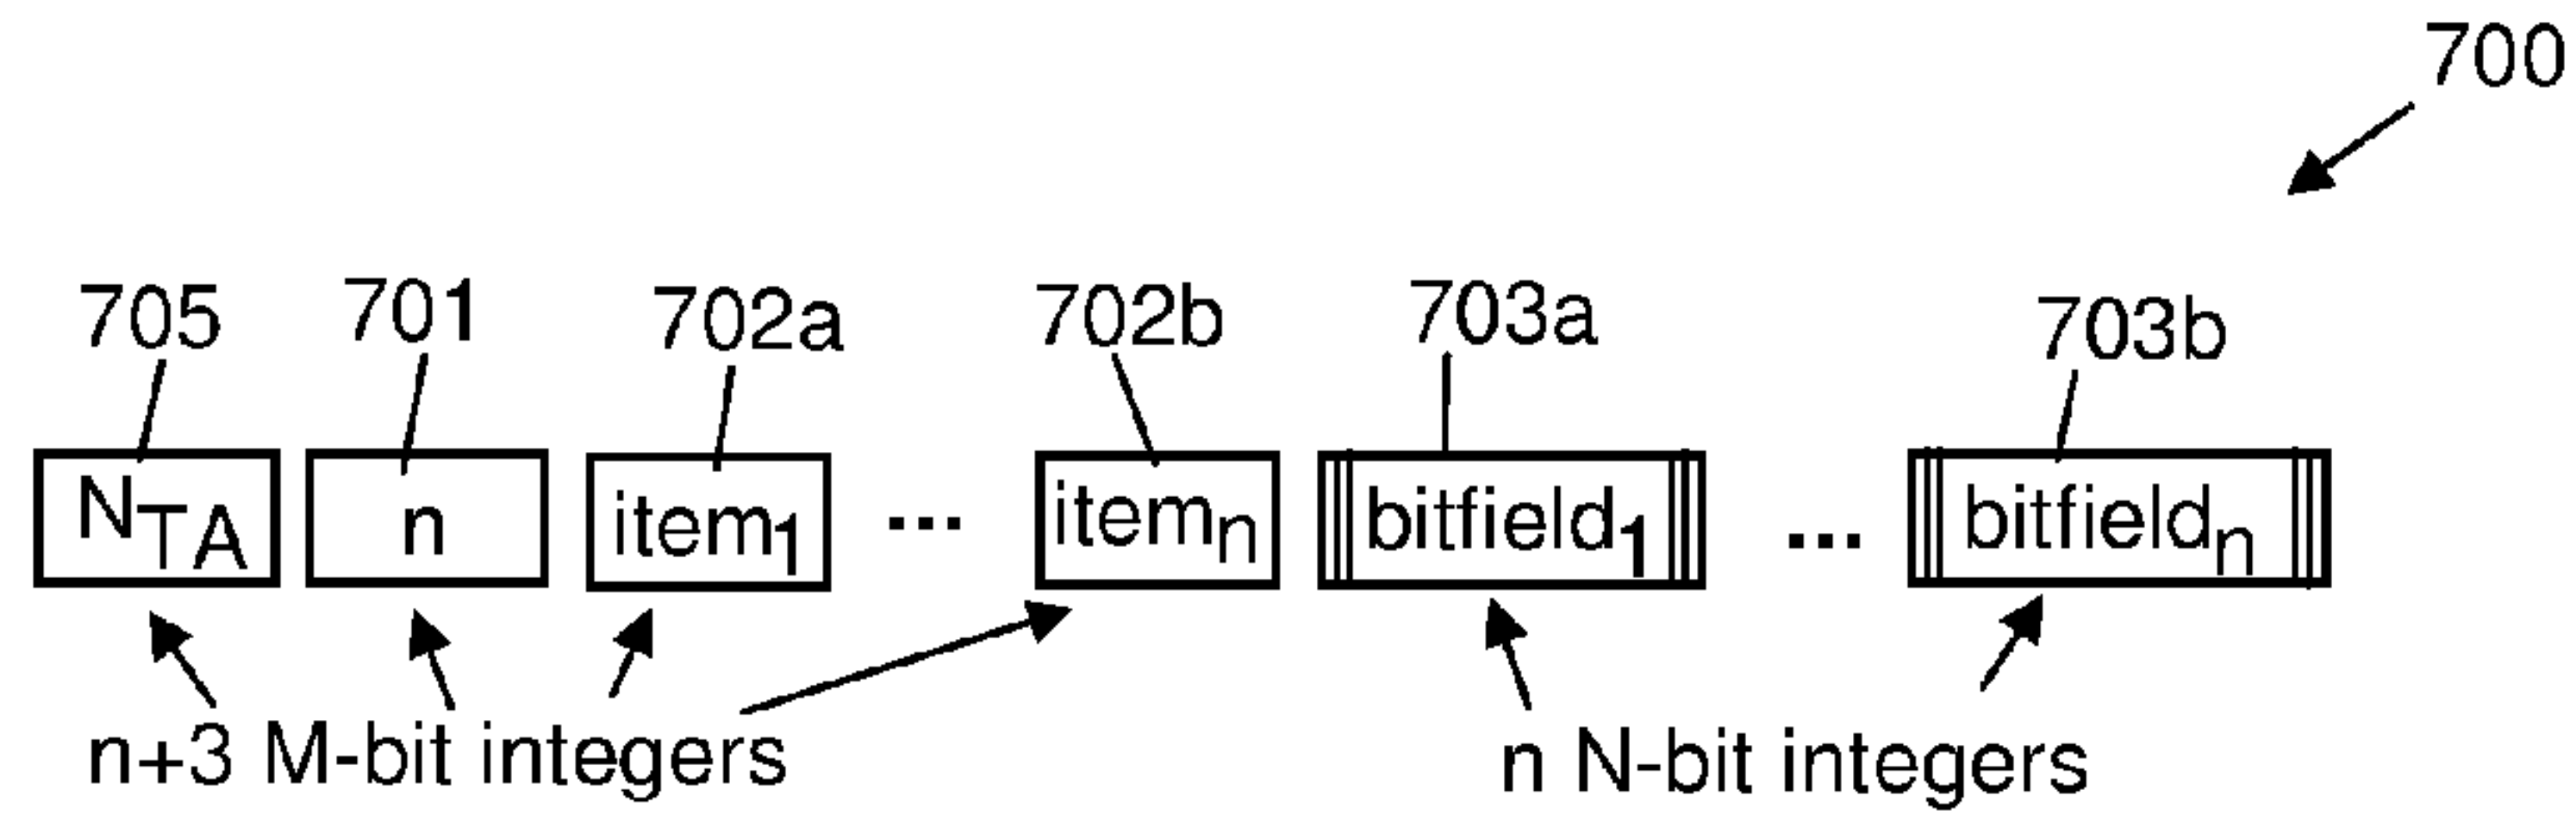 700
705 701 702a 702b 703a 703b
NTA n item1 ... itemn bitfield1 ... bitfieldn
n+3 M-bit integers n N-bit integers